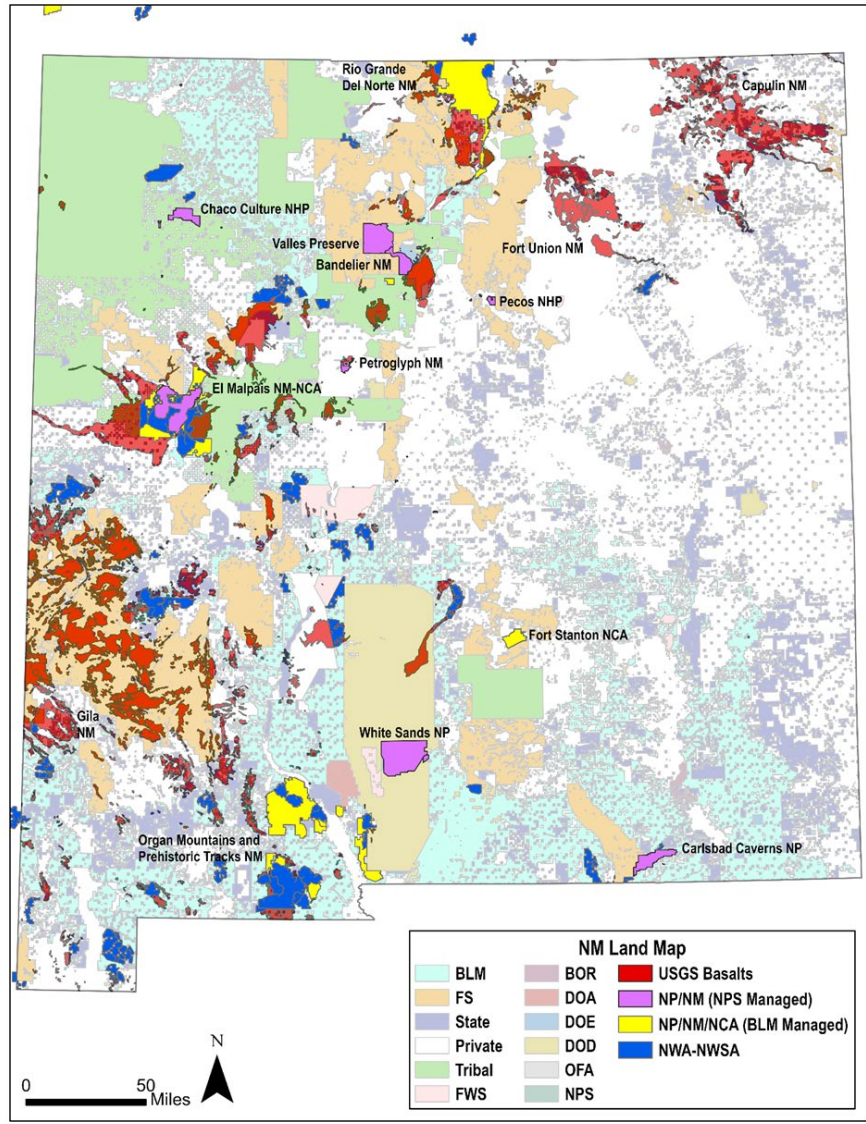 Rio Grande
Del Norte NM
Capulin NM
Chaco Culture NHP
Valles Preserve
Bandelier NM
Fort Union NM
Pecos NHP
Petroglyph NM
El Malpais NM-NCA
Fort Stanton NCA
Gila
NM
White Sands NP
Organ Mountains and
Prehistoric Tracks NM
Carlsbad Caverns NP
NM Land Map
BLM
FS
State
Private
Tribal
FWS
BOR
DOA
DOE
DOD
OFA
NPS
USGS Basalts
NP/NM (NPS Managed)
NP/NM/NCA (BLM Managed)
NWA-NWSA
N
0 50
Miles